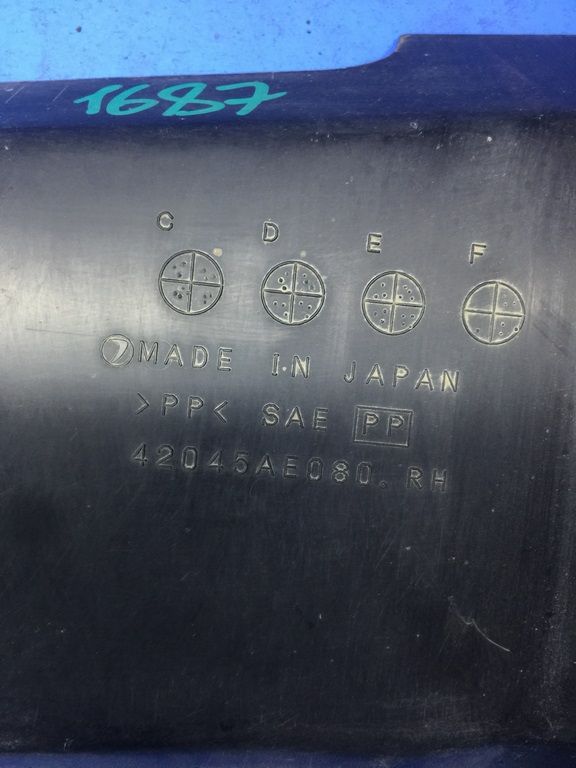 1687
C D E F
MADE IN JAPAN
>PP< SAE PP
42045AE080.RH